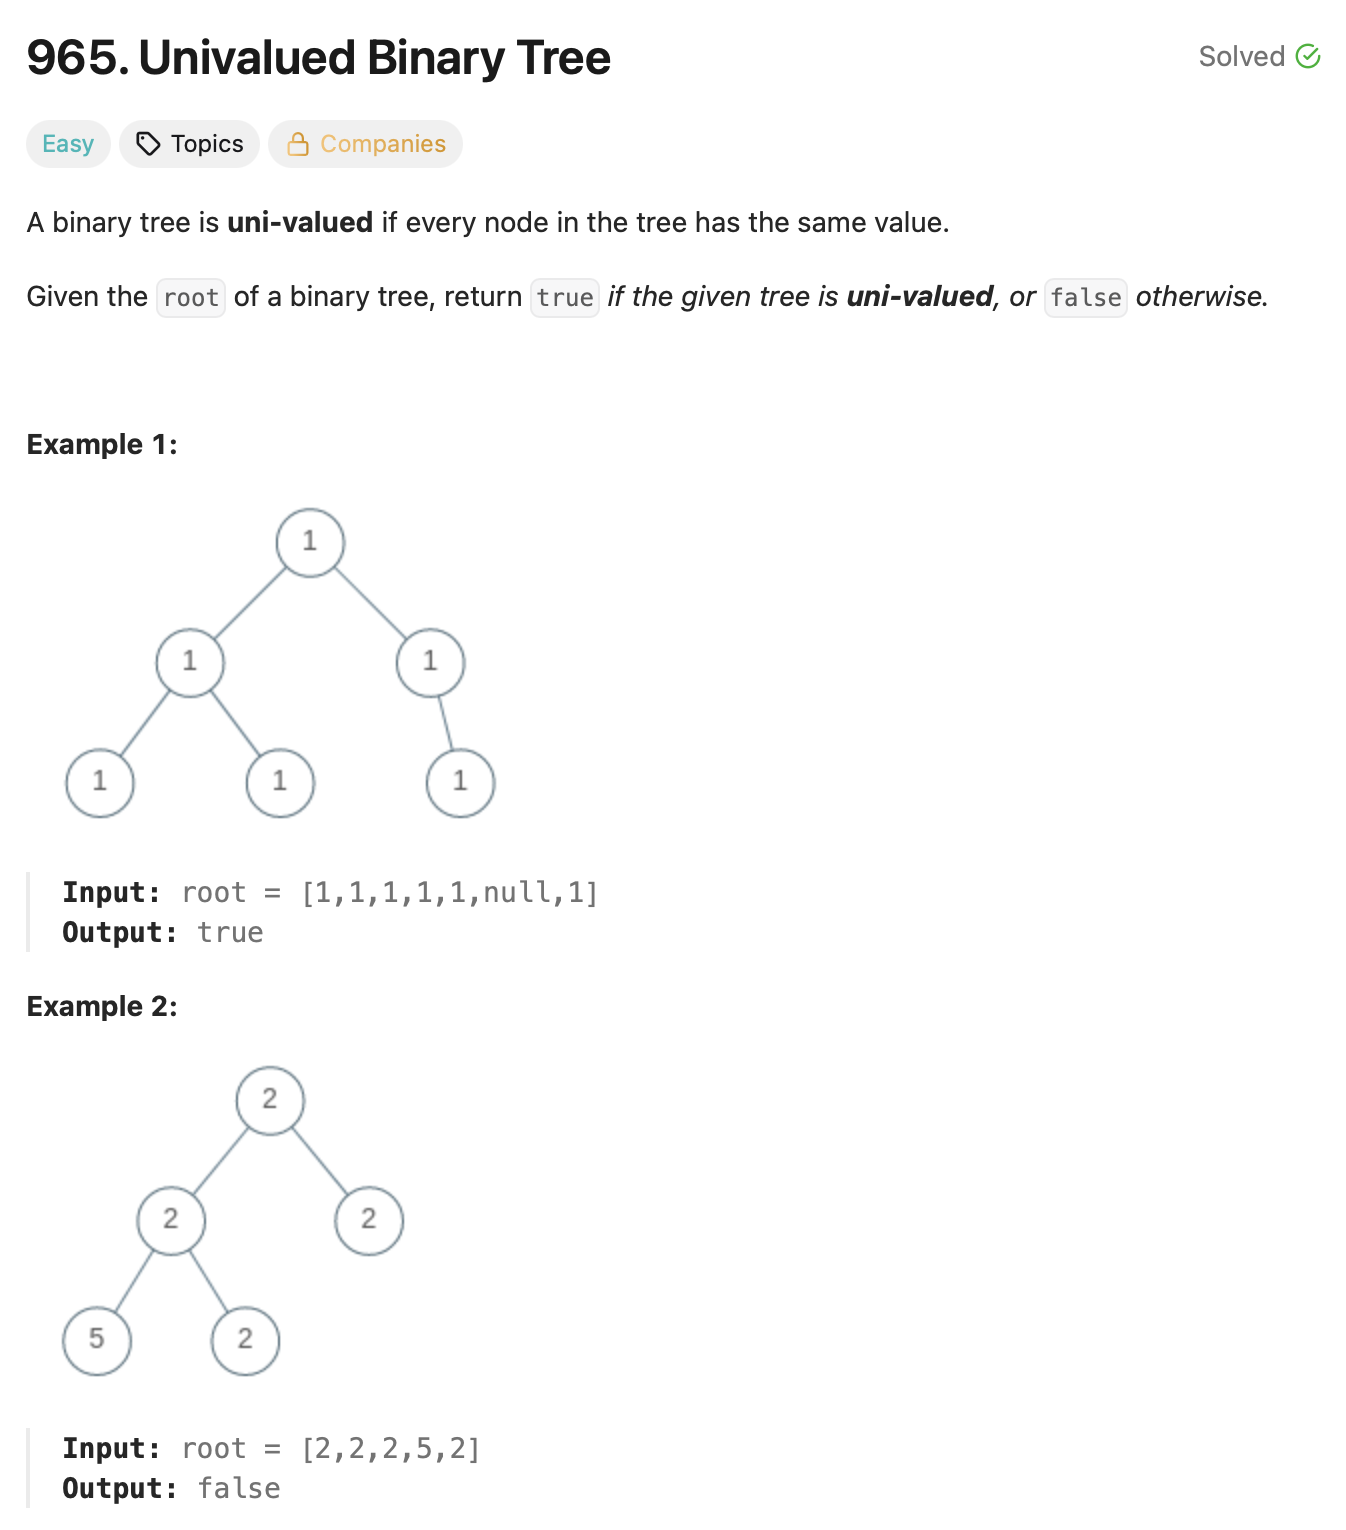 965. Univalued Binary Tree
Solved
Easy Topics Companies
A binary tree is uni-valued if every node in the tree has the same value.
Given the root of a binary tree, return true if the given tree is uni-valued, or false otherwise.
Example 1:
1
1 1
1 1 1
Input: root = [1,1,1,1,1,null,1]
Output: true
Example 2:
2
2 2
5 2
Input: root = [2,2,2,5,2]
Output: false